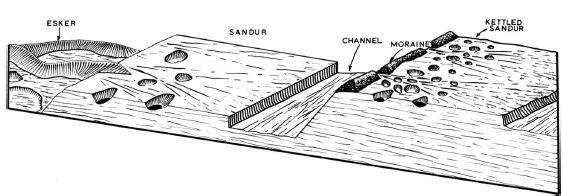 ESKER
SANDUR
CHANNEL
MORAINE
KETTLED
SANDUR